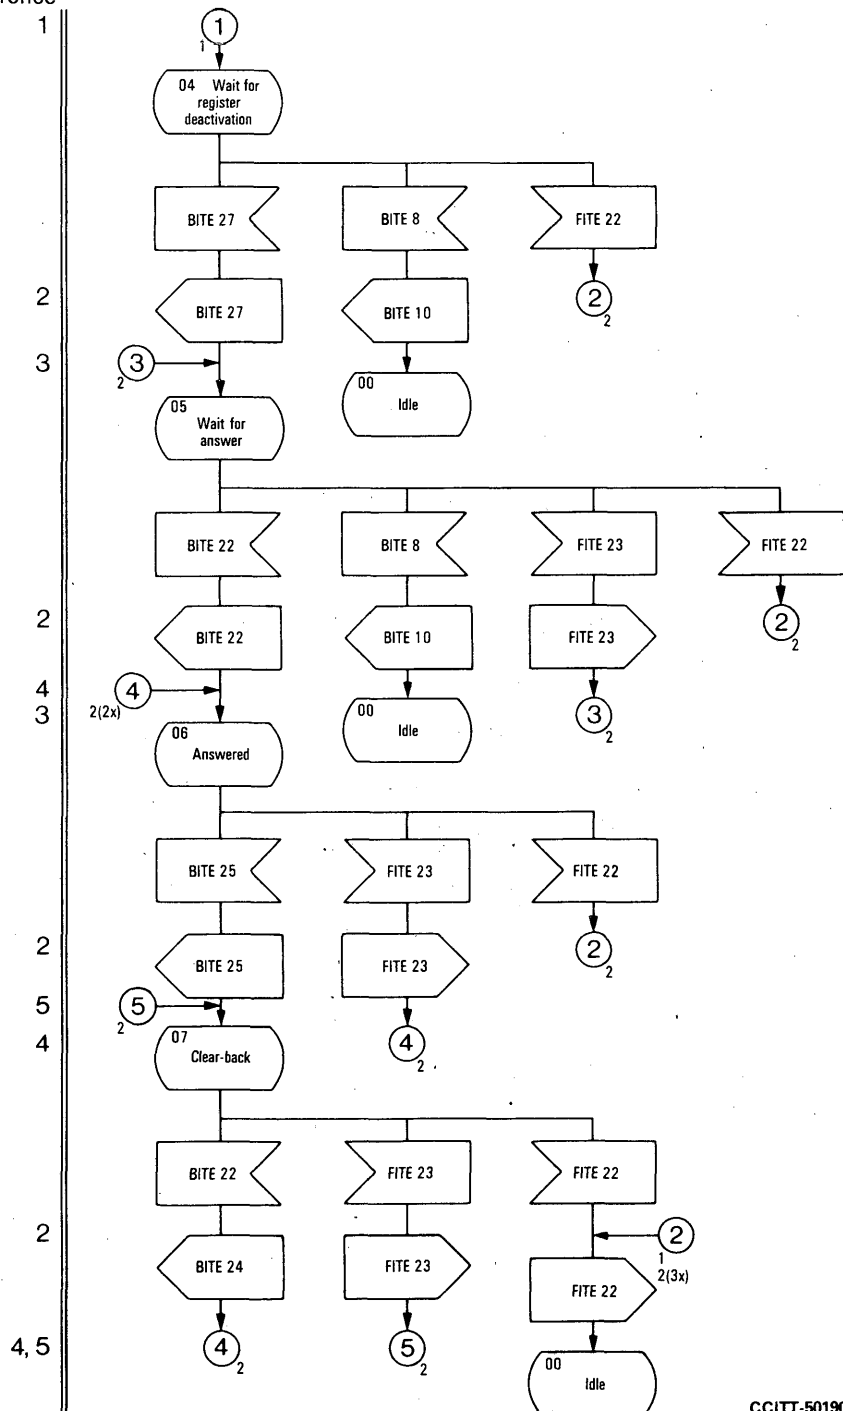 1 1
1
04 Wait for
register
deactivation
BITE 27 BITE 8 FITE 22
2 BITE 27 BITE 10 2
2
3 3
2
00
Idle
05
Wait for
answer
BITE 22 BITE 8 FITE 23 FITE 22
2 BITE 22 BITE 10 FITE 23 2
2
4 4
3 2(2x) 3
2
00
Idle
06
Answered
BITE 25 FITE 23 FITE 22
2 BITE 25 FITE 23 2
2
5 5
2
4 4
2
07
Clear-back
BITE 22 FITE 23 FITE 22
2 2
1
2(3x)
BITE 24 FITE 23 FITE 22
4, 5 4 5
2 2
00
Idle